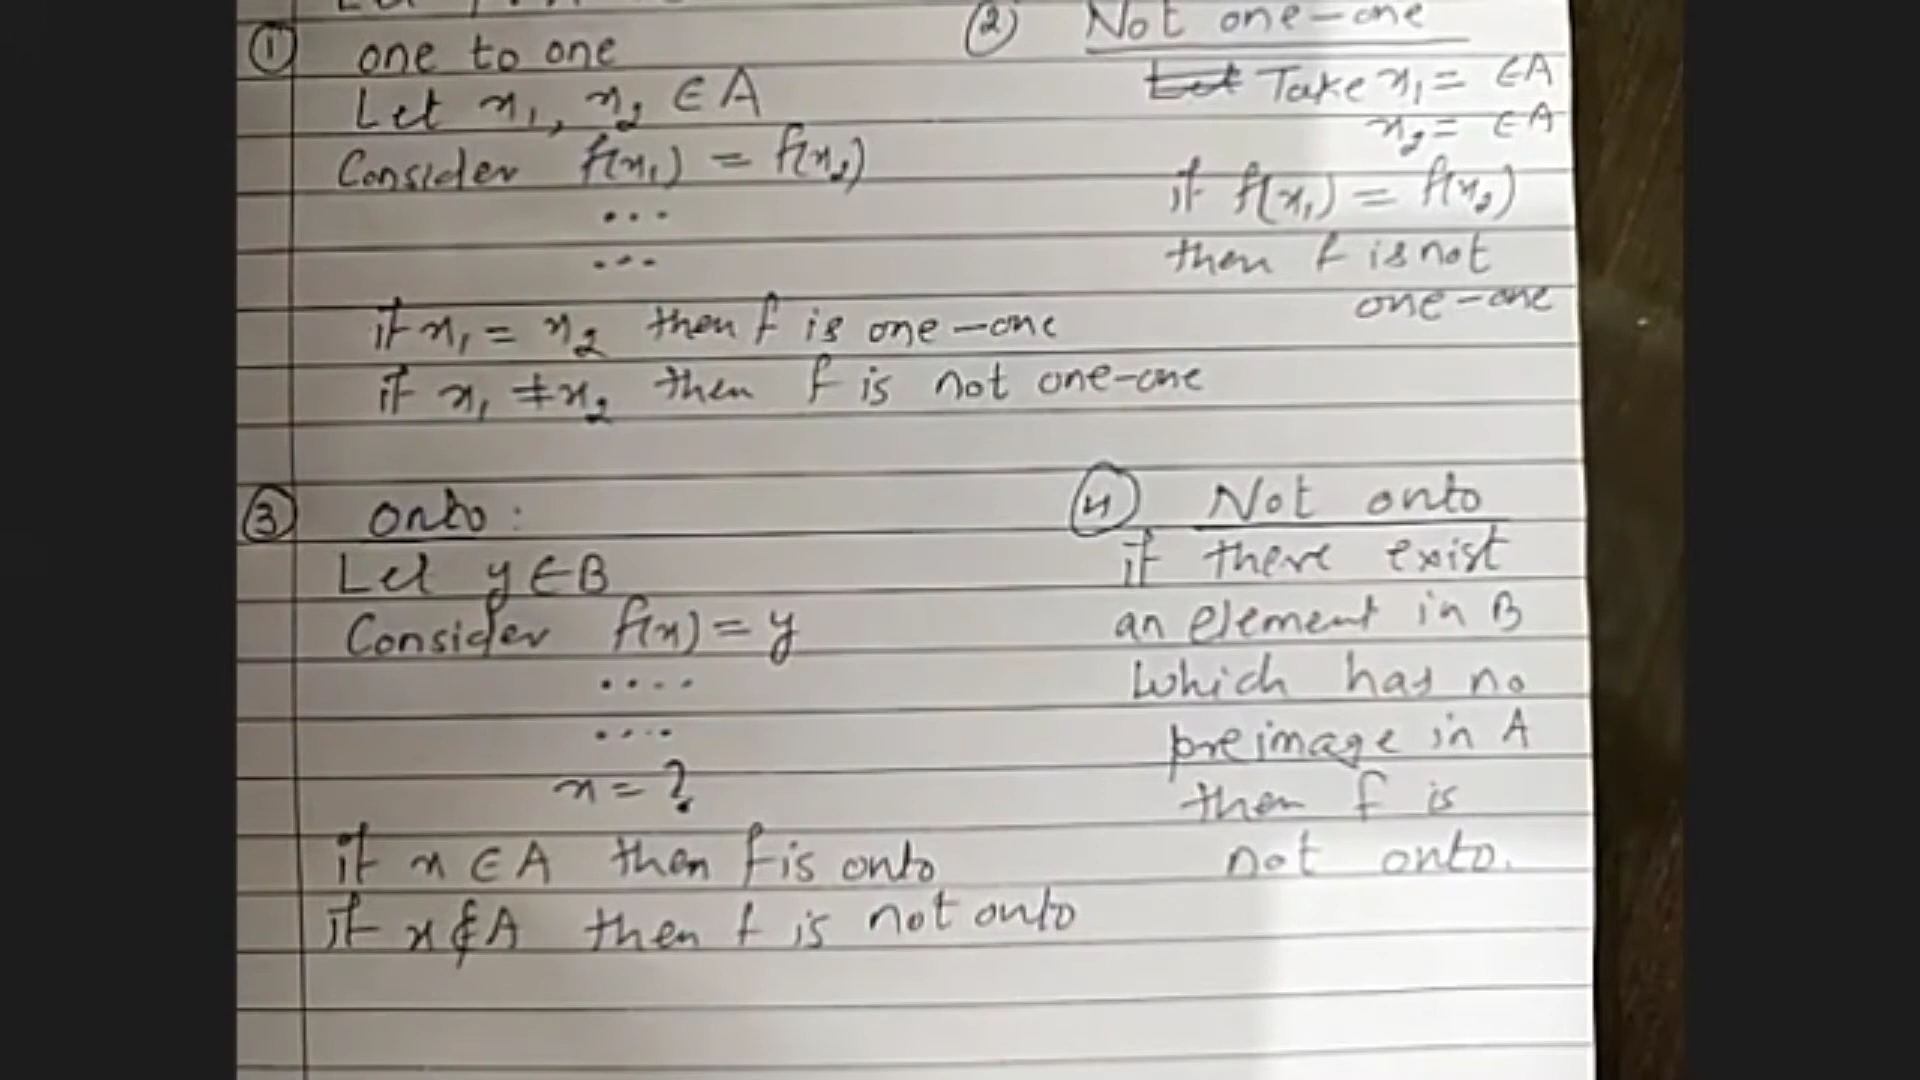 ① one to one
Let x₁, x₂ ∈ A
Consider f(x₁) = f(x₂)
...
...
if x₁ = x₂ then f is one-one
if x₁ ≠ x₂ then f is not one-one
② Not one-one
Take x₁ = ∈A
x₂ = ∈A
if f(x₁) = f(x₂)
then f is not
one-one
③ onto:
Let y ∈ B
Consider f(x) = y
....
....
x = ?
if x ∈ A then f is onto
if x ∉ A then f is not onto
④ Not onto
if there exist
an element in B
which has no
preimage in A
then f is
not onto.